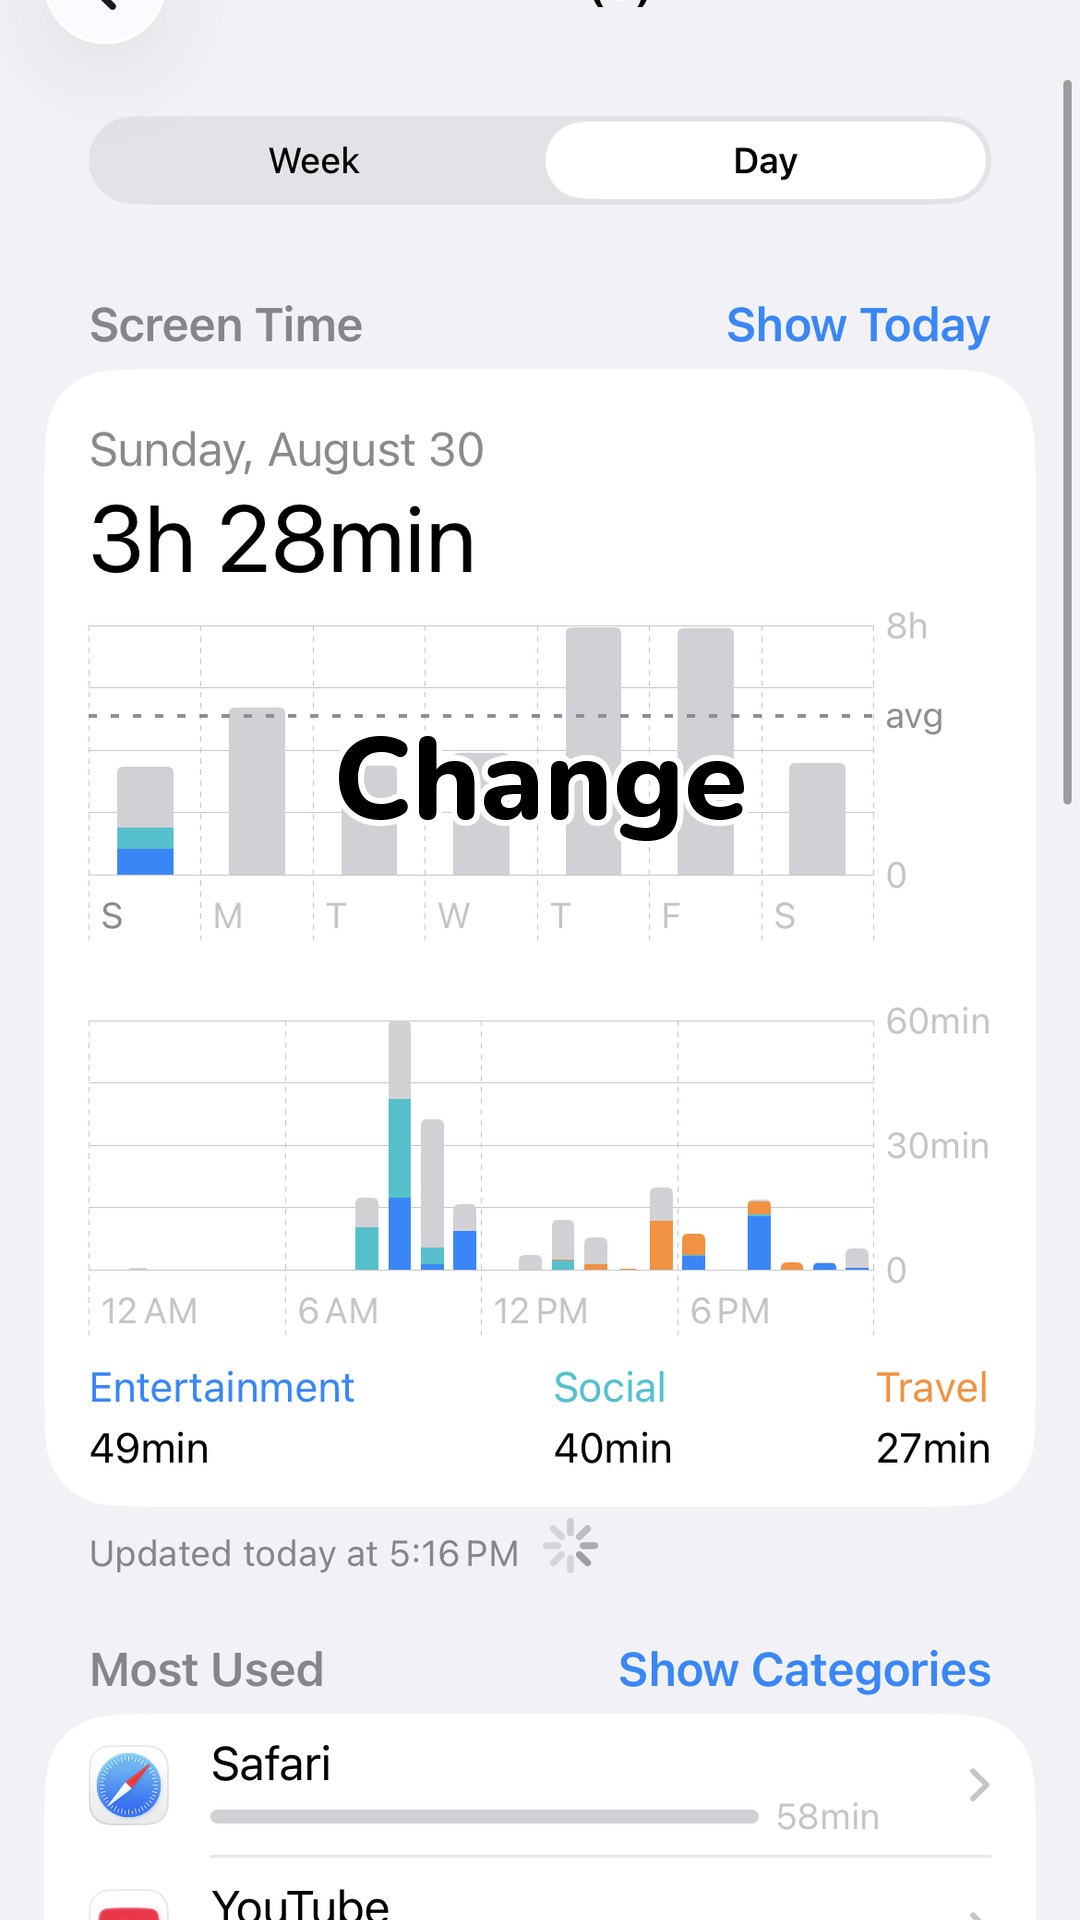 Week Day
Screen Time Show Today
Sunday, August 30
3h 28min
8h
avg
Change
0
S M T W T F S
60min
30min
0
12 AM 6 AM 12 PM 6 PM
Entertainment Social Travel
49min 40min 27min
Updated today at 5:16 PM
Most Used Show Categories
Safari
58min
YouTube